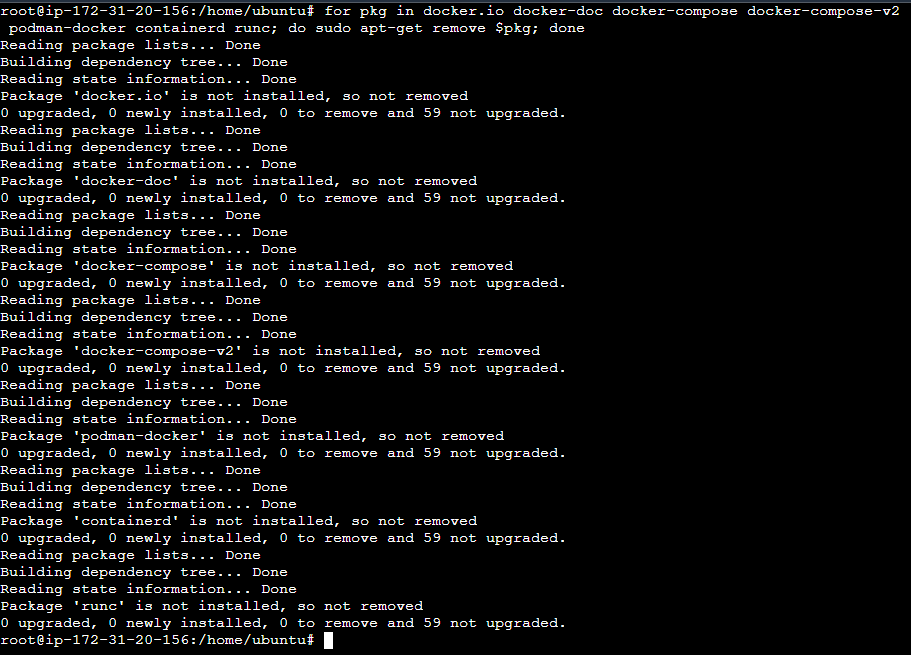 root@ip-172-31-20-156:/home/ubuntu# for pkg in docker.io docker-doc docker-compose docker-compose-v2
 podman-docker containerd runc; do sudo apt-get remove $pkg; done
Reading package lists... Done
Building dependency tree... Done
Reading state information... Done
Package 'docker.io' is not installed, so not removed
0 upgraded, 0 newly installed, 0 to remove and 59 not upgraded.
Reading package lists... Done
Building dependency tree... Done
Reading state information... Done
Package 'docker-doc' is not installed, so not removed
0 upgraded, 0 newly installed, 0 to remove and 59 not upgraded.
Reading package lists... Done
Building dependency tree... Done
Reading state information... Done
Package 'docker-compose' is not installed, so not removed
0 upgraded, 0 newly installed, 0 to remove and 59 not upgraded.
Reading package lists... Done
Building dependency tree... Done
Reading state information... Done
Package 'docker-compose-v2' is not installed, so not removed
0 upgraded, 0 newly installed, 0 to remove and 59 not upgraded.
Reading package lists... Done
Building dependency tree... Done
Reading state information... Done
Package 'podman-docker' is not installed, so not removed
0 upgraded, 0 newly installed, 0 to remove and 59 not upgraded.
Reading package lists... Done
Building dependency tree... Done
Reading state information... Done
Package 'containerd' is not installed, so not removed
0 upgraded, 0 newly installed, 0 to remove and 59 not upgraded.
Reading package lists... Done
Building dependency tree... Done
Reading state information... Done
Package 'runc' is not installed, so not removed
0 upgraded, 0 newly installed, 0 to remove and 59 not upgraded.
root@ip-172-31-20-156:/home/ubuntu#